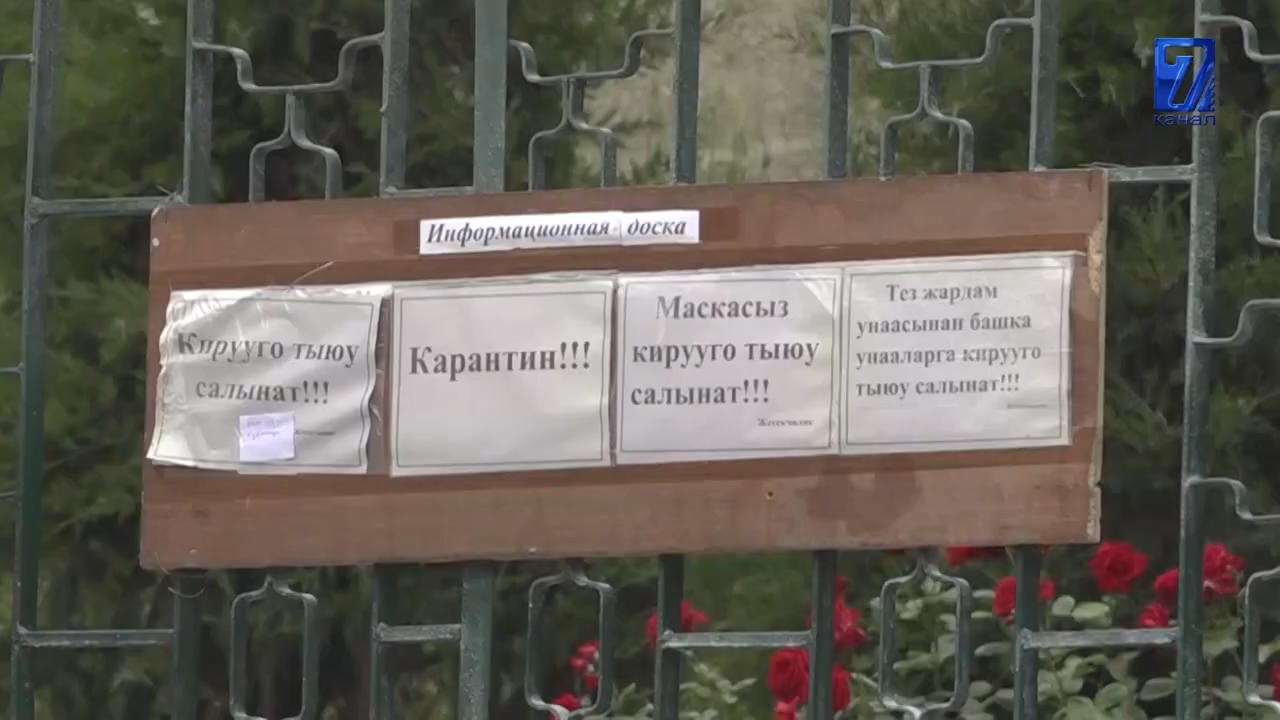 7
канал
Информационная доска
Кирууго тыюу
салынат!!!
Карантин!!!
Маскасыз
кирууго тыюу
салынат!!!
Жетекчилик
Тез жардам
унаасынан башка
унааларга кирууго
тыюу салынат!!!